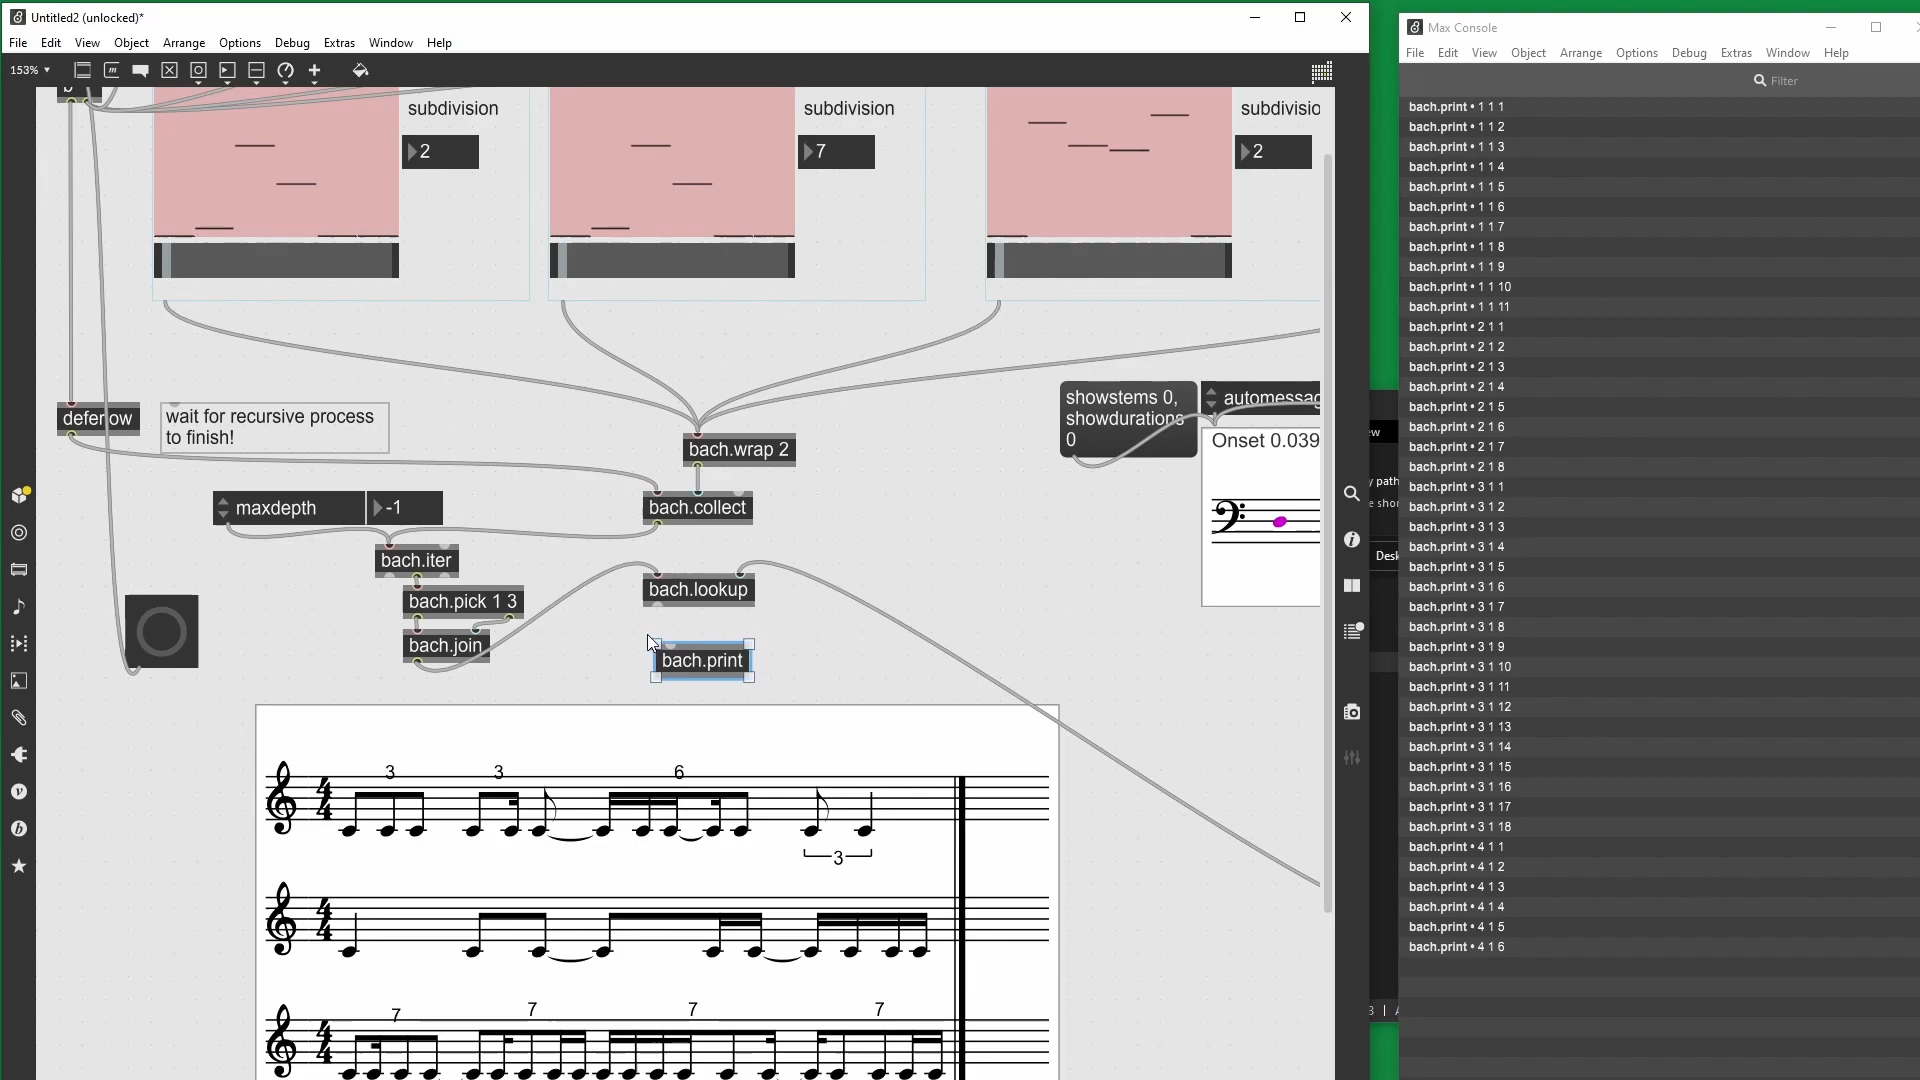 Untitled2 (unlocked)*
File Edit View Object Arrange Options Debug Extras Window Help
153%
subdivision
2
subdivision
7
subdivisio
2
deferlow
wait for recursive process
to finish!
bach.wrap 2
showstems 0,
showdurations
0
automessag
Onset 0.039
maxdepth
-1
bach.collect
bach.iter
bach.pick 1 3
bach.join
bach.lookup
bach.print
3 3 6
3
7 7 7 7
ew
y path
e shor
Desk
Max Console
File Edit View Object Arrange Options Debug Extras Window Help
Filter
bach.print • 1 1 1
bach.print • 1 1 2
bach.print • 1 1 3
bach.print • 1 1 4
bach.print • 1 1 5
bach.print • 1 1 6
bach.print • 1 1 7
bach.print • 1 1 8
bach.print • 1 1 9
bach.print • 1 1 10
bach.print • 1 1 11
bach.print • 2 1 1
bach.print • 2 1 2
bach.print • 2 1 3
bach.print • 2 1 4
bach.print • 2 1 5
bach.print • 2 1 6
bach.print • 2 1 7
bach.print • 2 1 8
bach.print • 3 1 1
bach.print • 3 1 2
bach.print • 3 1 3
bach.print • 3 1 4
bach.print • 3 1 5
bach.print • 3 1 6
bach.print • 3 1 7
bach.print • 3 1 8
bach.print • 3 1 9
bach.print • 3 1 10
bach.print • 3 1 11
bach.print • 3 1 12
bach.print • 3 1 13
bach.print • 3 1 14
bach.print • 3 1 15
bach.print • 3 1 16
bach.print • 3 1 17
bach.print • 3 1 18
bach.print • 4 1 1
bach.print • 4 1 2
bach.print • 4 1 3
bach.print • 4 1 4
bach.print • 4 1 5
bach.print • 4 1 6